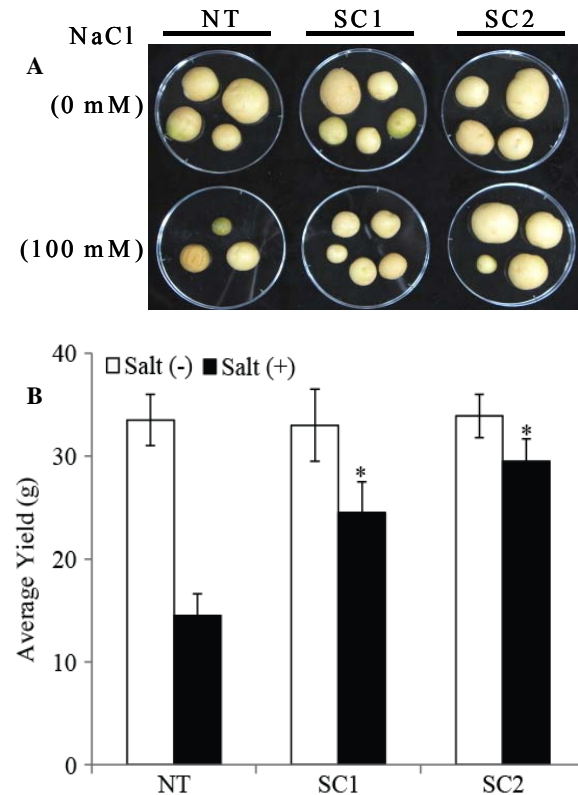 NaCl NT SC1 SC2
A
(0 mM)
(100 mM)
B
Salt (-) Salt (+)
40
30
20
10
0
Average Yield (g)
*
*
NT SC1 SC2